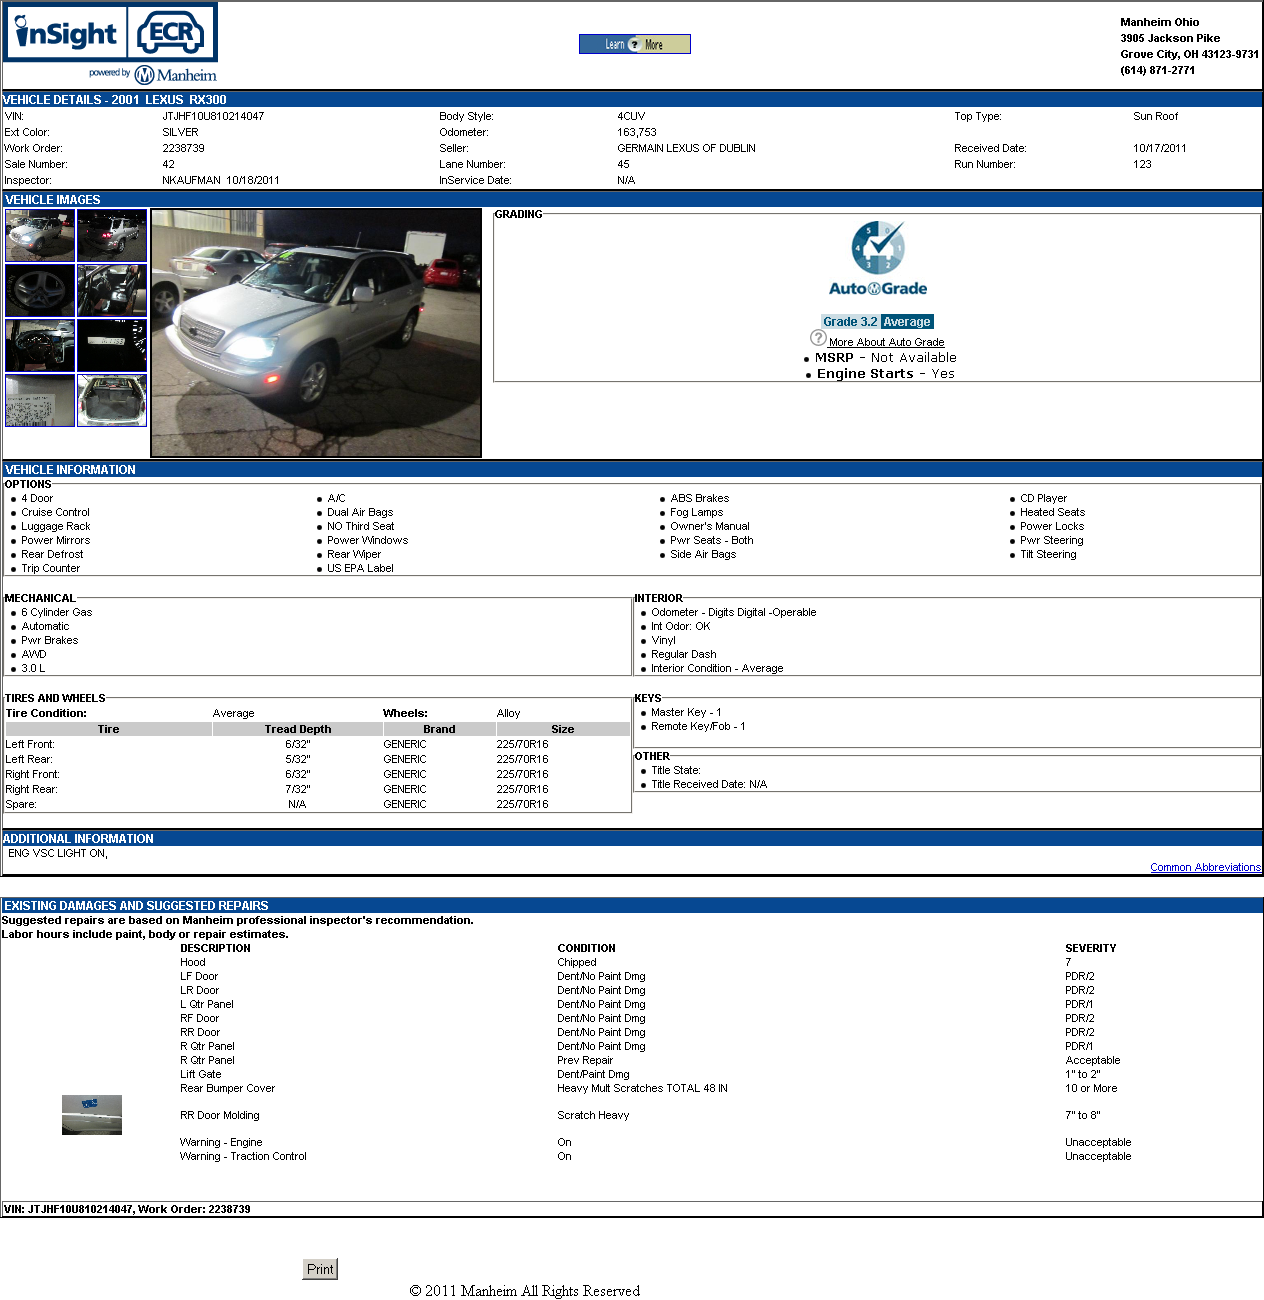 inSight ECR
powered by Manheim
Learn ? More
Manheim Ohio
3905 Jackson Pike
Grove City, OH 43123-9731
(614) 871-2771
VEHICLE DETAILS - 2001 LEXUS RX300
VIN: JTJHF10U810214047 Body Style: 4CUV Top Type: Sun Roof
Ext Color: SILVER Odometer: 163,753
Work Order: 2238739 Seller: GERMAIN LEXUS OF DUBLIN Received Date: 10/17/2011
Sale Number: 42 Lane Number: 45 Run Number: 123
Inspector: NKAUFMAN 10/18/2011 InService Date: N/A
VEHICLE IMAGES
GRADING
5 0 4 1 3 2
AutoGrade
Grade 3.2 Average
? More About Auto Grade
• MSRP - Not Available
• Engine Starts - Yes
VEHICLE INFORMATION
OPTIONS
• 4 Door • A/C • ABS Brakes • CD Player
• Cruise Control • Dual Air Bags • Fog Lamps • Heated Seats
• Luggage Rack • NO Third Seat • Owner's Manual • Power Locks
• Power Mirrors • Power Windows • Pwr Seats - Both • Pwr Steering
• Rear Defrost • Rear Wiper • Side Air Bags • Tilt Steering
• Trip Counter • US EPA Label
MECHANICAL
• 6 Cylinder Gas
• Automatic
• Pwr Brakes
• AWD
• 3.0 L
INTERIOR
• Odometer - Digits Digital -Operable
• Int Odor: OK
• Vinyl
• Regular Dash
• Interior Condition - Average
TIRES AND WHEELS
Tire Condition: Average Wheels: Alloy
Tire Tread Depth Brand Size
Left Front: 6/32" GENERIC 225/70R16
Left Rear: 5/32" GENERIC 225/70R16
Right Front: 6/32" GENERIC 225/70R16
Right Rear: 7/32" GENERIC 225/70R16
Spare: N/A GENERIC 225/70R16
KEYS
• Master Key - 1
• Remote Key/Fob - 1
OTHER
• Title State:
• Title Received Date: N/A
ADDITIONAL INFORMATION
ENG VSC LIGHT ON,
Common Abbreviations
EXISTING DAMAGES AND SUGGESTED REPAIRS
Suggested repairs are based on Manheim professional inspector's recommendation.
Labor hours include paint, body or repair estimates.
DESCRIPTION CONDITION SEVERITY
Hood Chipped 7
LF Door Dent/No Paint Dmg PDR/2
LR Door Dent/No Paint Dmg PDR/2
L Qtr Panel Dent/No Paint Dmg PDR/1
RF Door Dent/No Paint Dmg PDR/2
RR Door Dent/No Paint Dmg PDR/2
R Qtr Panel Dent/No Paint Dmg PDR/1
R Qtr Panel Prev Repair Acceptable
Lift Gate Dent/Paint Dmg 1" to 2"
Rear Bumper Cover Heavy Mult Scratches TOTAL 48 IN 10 or More
RR Door Molding Scratch Heavy 7" to 8"
Warning - Engine On Unacceptable
Warning - Traction Control On Unacceptable
VIN: JTJHF10U810214047, Work Order: 2238739
Print
© 2011 Manheim All Rights Reserved